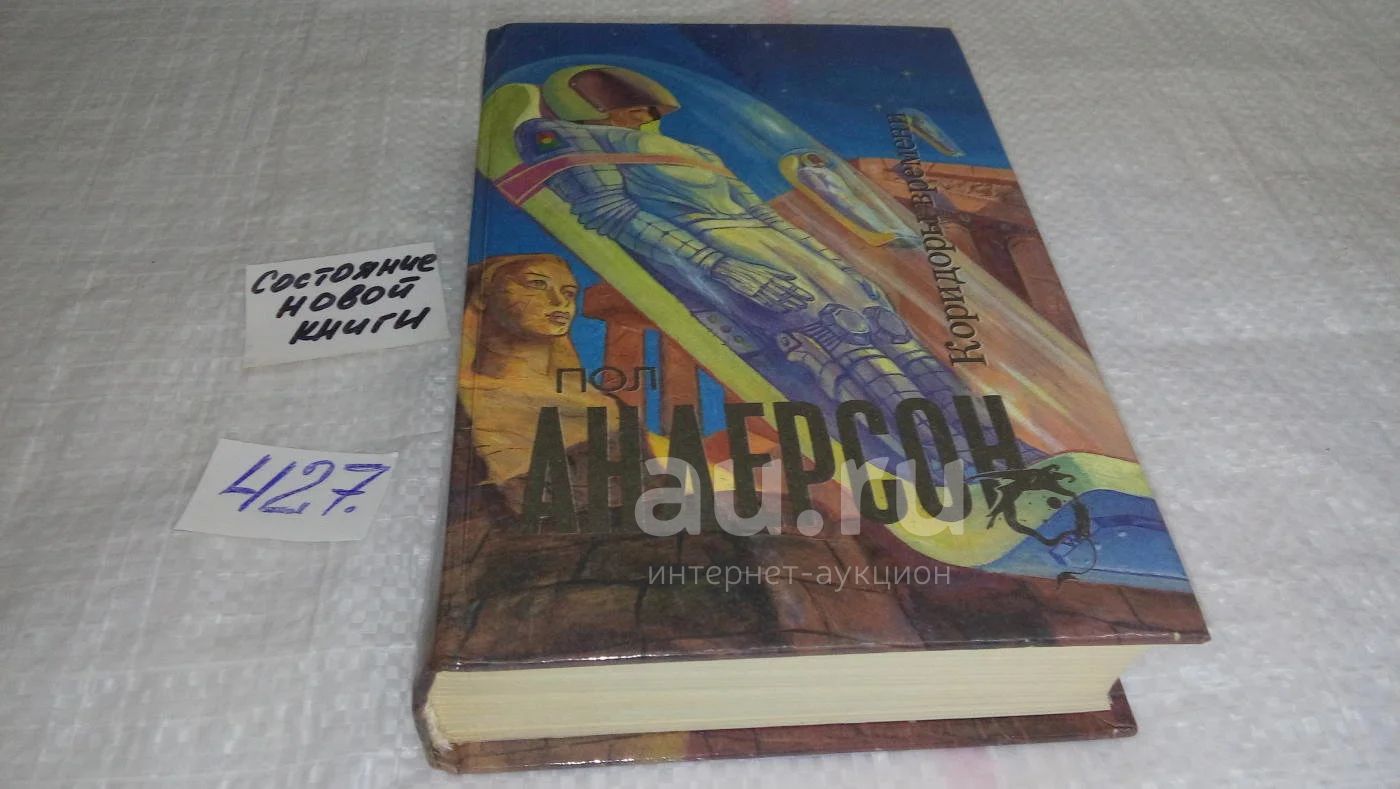 Состояние
новой
книги
427.
Коридоры времени
ПОЛ
АНДЕРСОН
au.ru
интернет-аукцион